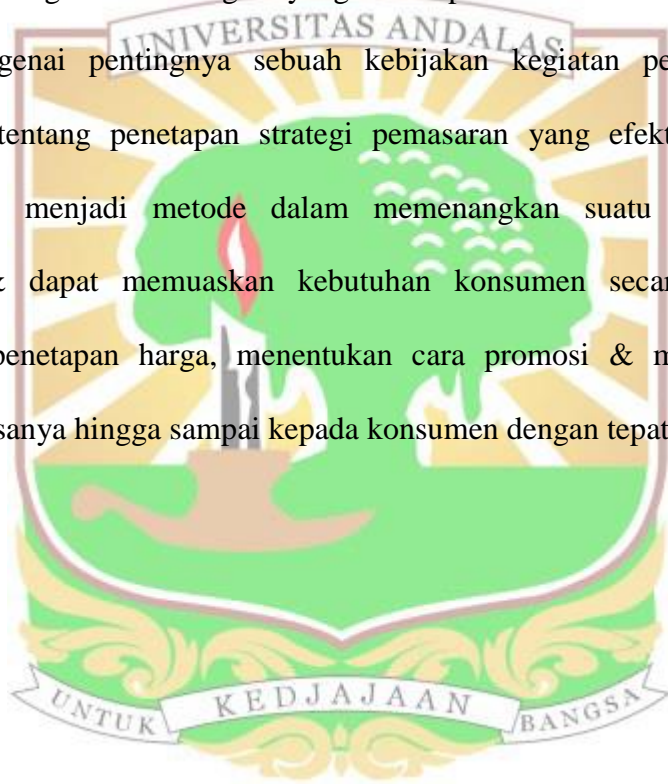 UNIVERSITAS ANDALAS
genai pentingnya sebuah kebijakan kegiatan pe
tentang penetapan strategi pemasaran yang efekt
menjadi metode dalam memenangkan suatu
& dapat memuaskan kebutuhan konsumen secar
penetapan harga, menentukan cara promosi & m
sanya hingga sampai kepada konsumen dengan tepat
UNTUK KEDJAJAAN BANGSA